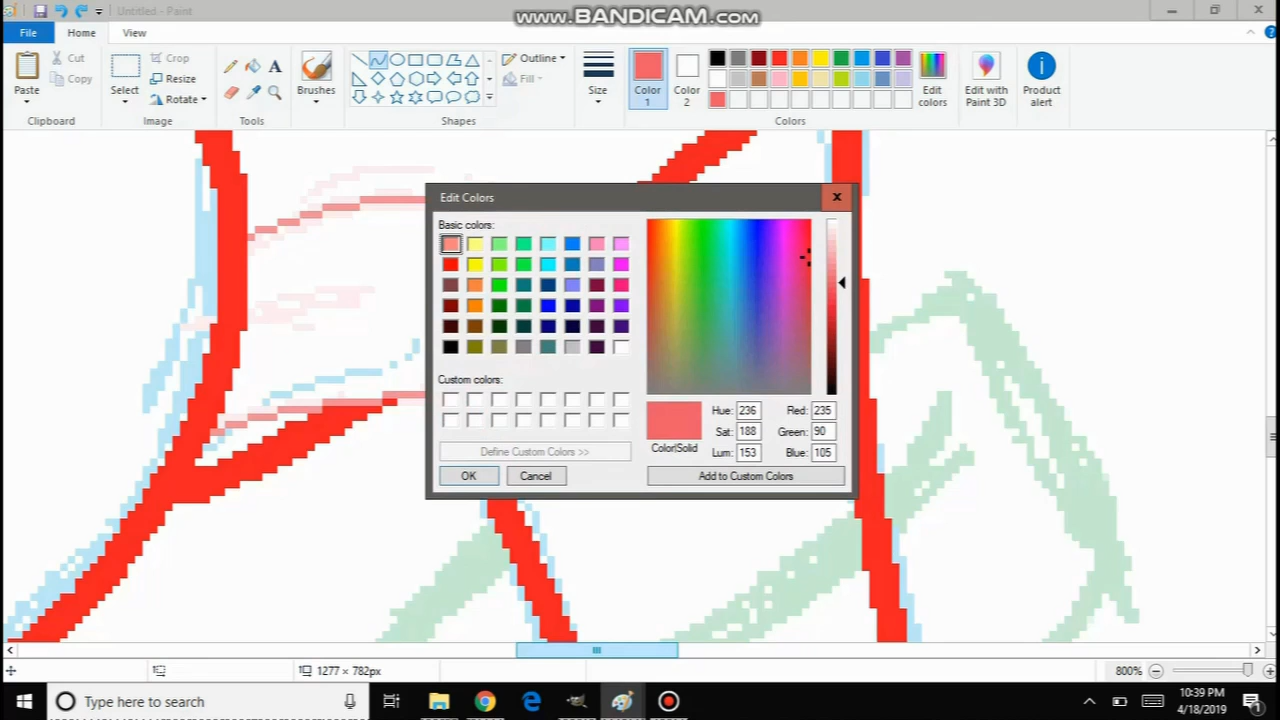 Untitled - Paint
www.BANDICAM.com
File Home View
Paste
Cut
Copy
Clipboard
Select
Crop
Resize
Rotate
Image
A
Tools
Brushes
Outline
Fill
Shapes
Size
Color 1
Color 2
Edit colors
Colors
Edit with Paint 3D
Product alert
Edit Colors
x
Basic colors:
Custom colors:
Define Custom Colors >>
OK Cancel
Color|Solid
Hue: 236 Red: 235
Sat: 188 Green: 90
Lum: 153 Blue: 105
Add to Custom Colors
1277 × 782px
800%
Type here to search
10:39 PM
4/18/2019
1